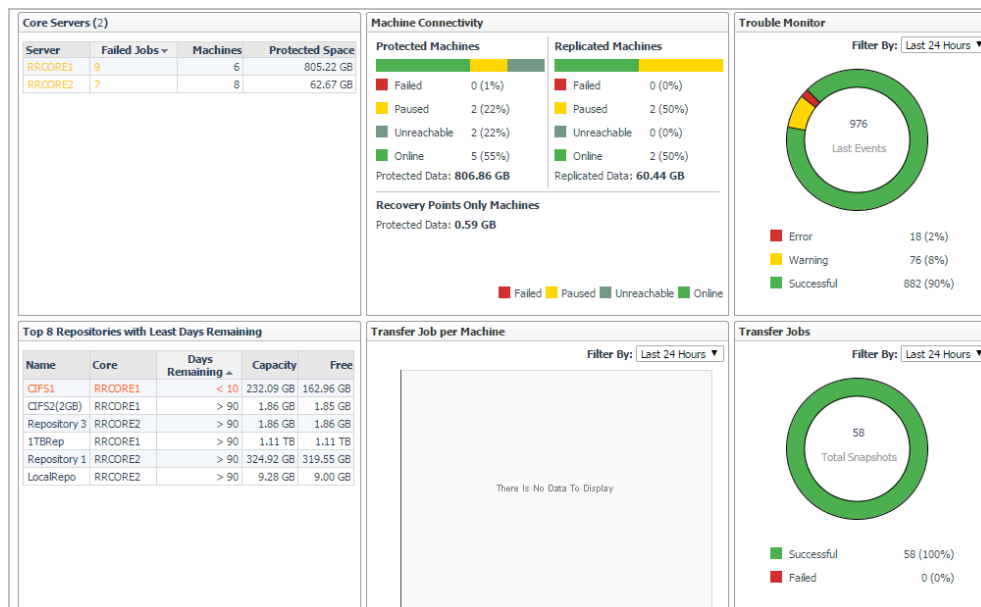 Core Servers (2)
Server Failed Jobs Machines Protected Space
RRCORE1 9 6 805.22 GB
RRCORE2 7 8 62.67 GB
Machine Connectivity
Protected Machines
Failed 0 (1%)
Paused 2 (22%)
Unreachable 2 (22%)
Online 5 (55%)
Protected Data: 806.86 GB
Replicated Machines
Failed 0 (0%)
Paused 2 (50%)
Unreachable 0 (0%)
Online 2 (50%)
Replicated Data: 60.44 GB
Recovery Points Only Machines
Protected Data: 0.59 GB
Failed Paused Unreachable Online
Trouble Monitor
Filter By: Last 24 Hours
976
Last Events
Error 18 (2%)
Warning 76 (8%)
Successful 882 (90%)
Top 8 Repositories with Least Days Remaining
Name Core Days Remaining Capacity Free
CIFS1 RRCORE1 < 10 232.09 GB 162.96 GB
CIFS2(2GB) RRCORE1 > 90 1.86 GB 1.85 GB
Repository 3 RRCORE2 > 90 1.86 GB 1.86 GB
1TBRep RRCORE1 > 90 1.11 TB 1.11 TB
Repository 1 RRCORE2 > 90 324.92 GB 319.55 GB
LocalRepo RRCORE2 > 90 9.28 GB 9.00 GB
Transfer Job per Machine
Filter By: Last 24 Hours
There Is No Data To Display
Transfer Jobs
Filter By: Last 24 Hours
58
Total Snapshots
Successful 58 (100%)
Failed 0 (0%)